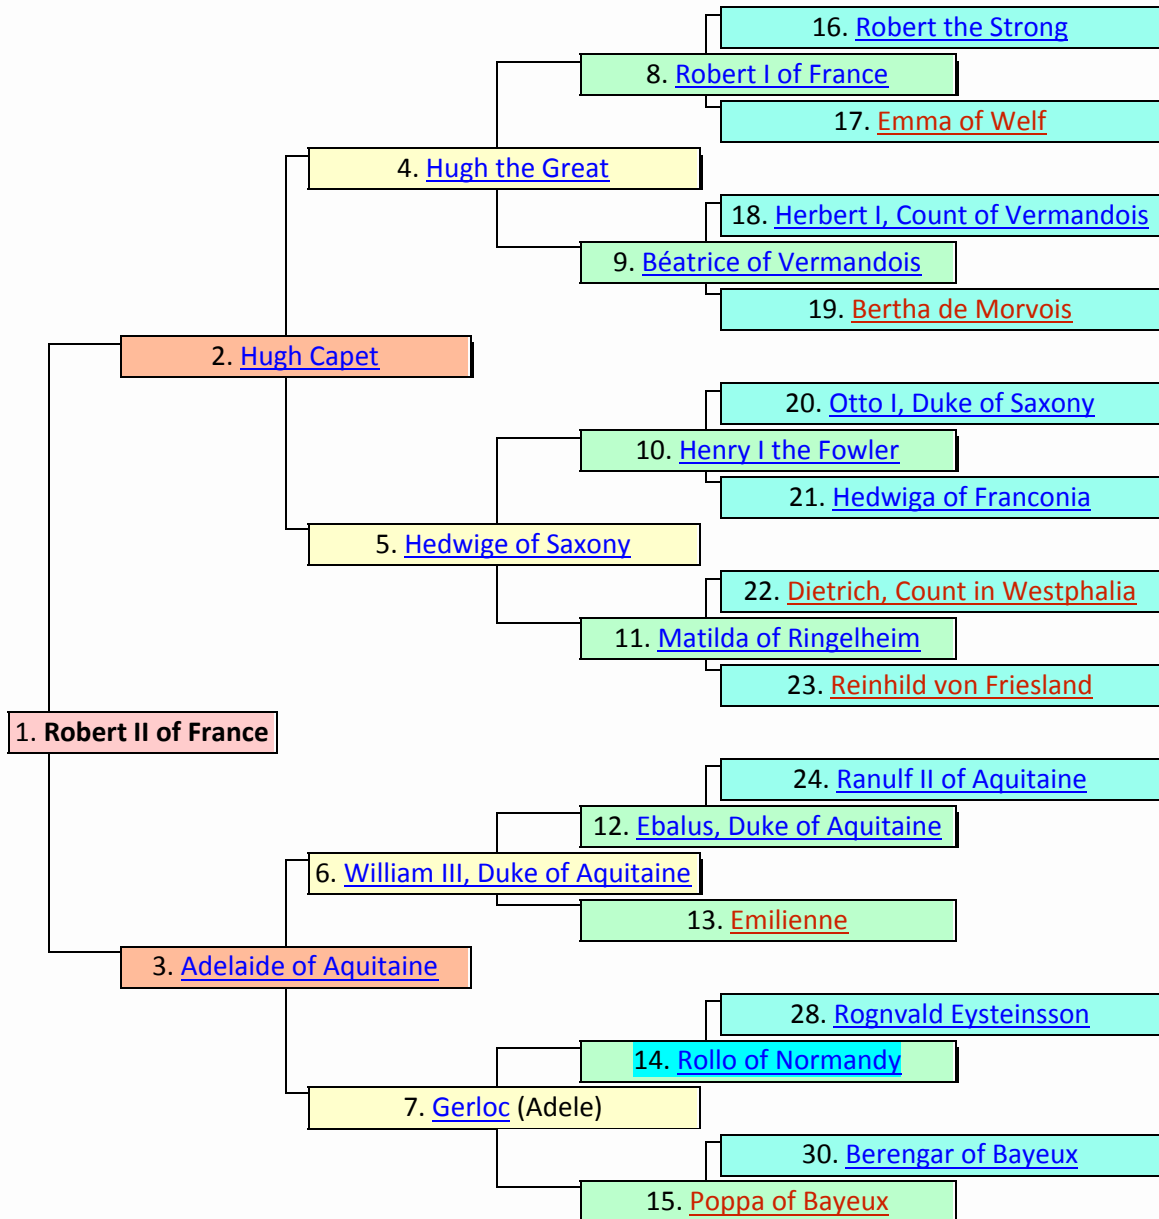 16. Robert the Strong
8. Robert I of France
17. Emma of Welf
4. Hugh the Great
18. Herbert I, Count of Vermandois
9. Béatrice of Vermandois
19. Bertha de Morvois
2. Hugh Capet
20. Otto I, Duke of Saxony
10. Henry I the Fowler
21. Hedwiga of Franconia
5. Hedwige of Saxony
22. Dietrich, Count in Westphalia
11. Matilda of Ringelheim
23. Reinhild von Friesland
1. Robert II of France
24. Ranulf II of Aquitaine
12. Ebalus, Duke of Aquitaine
6. William III, Duke of Aquitaine
13. Emilienne
3. Adelaide of Aquitaine
28. Rognvald Eysteinsson
14. Rollo of Normandy
7. Gerloc (Adele)
30. Berengar of Bayeux
15. Poppa of Bayeux